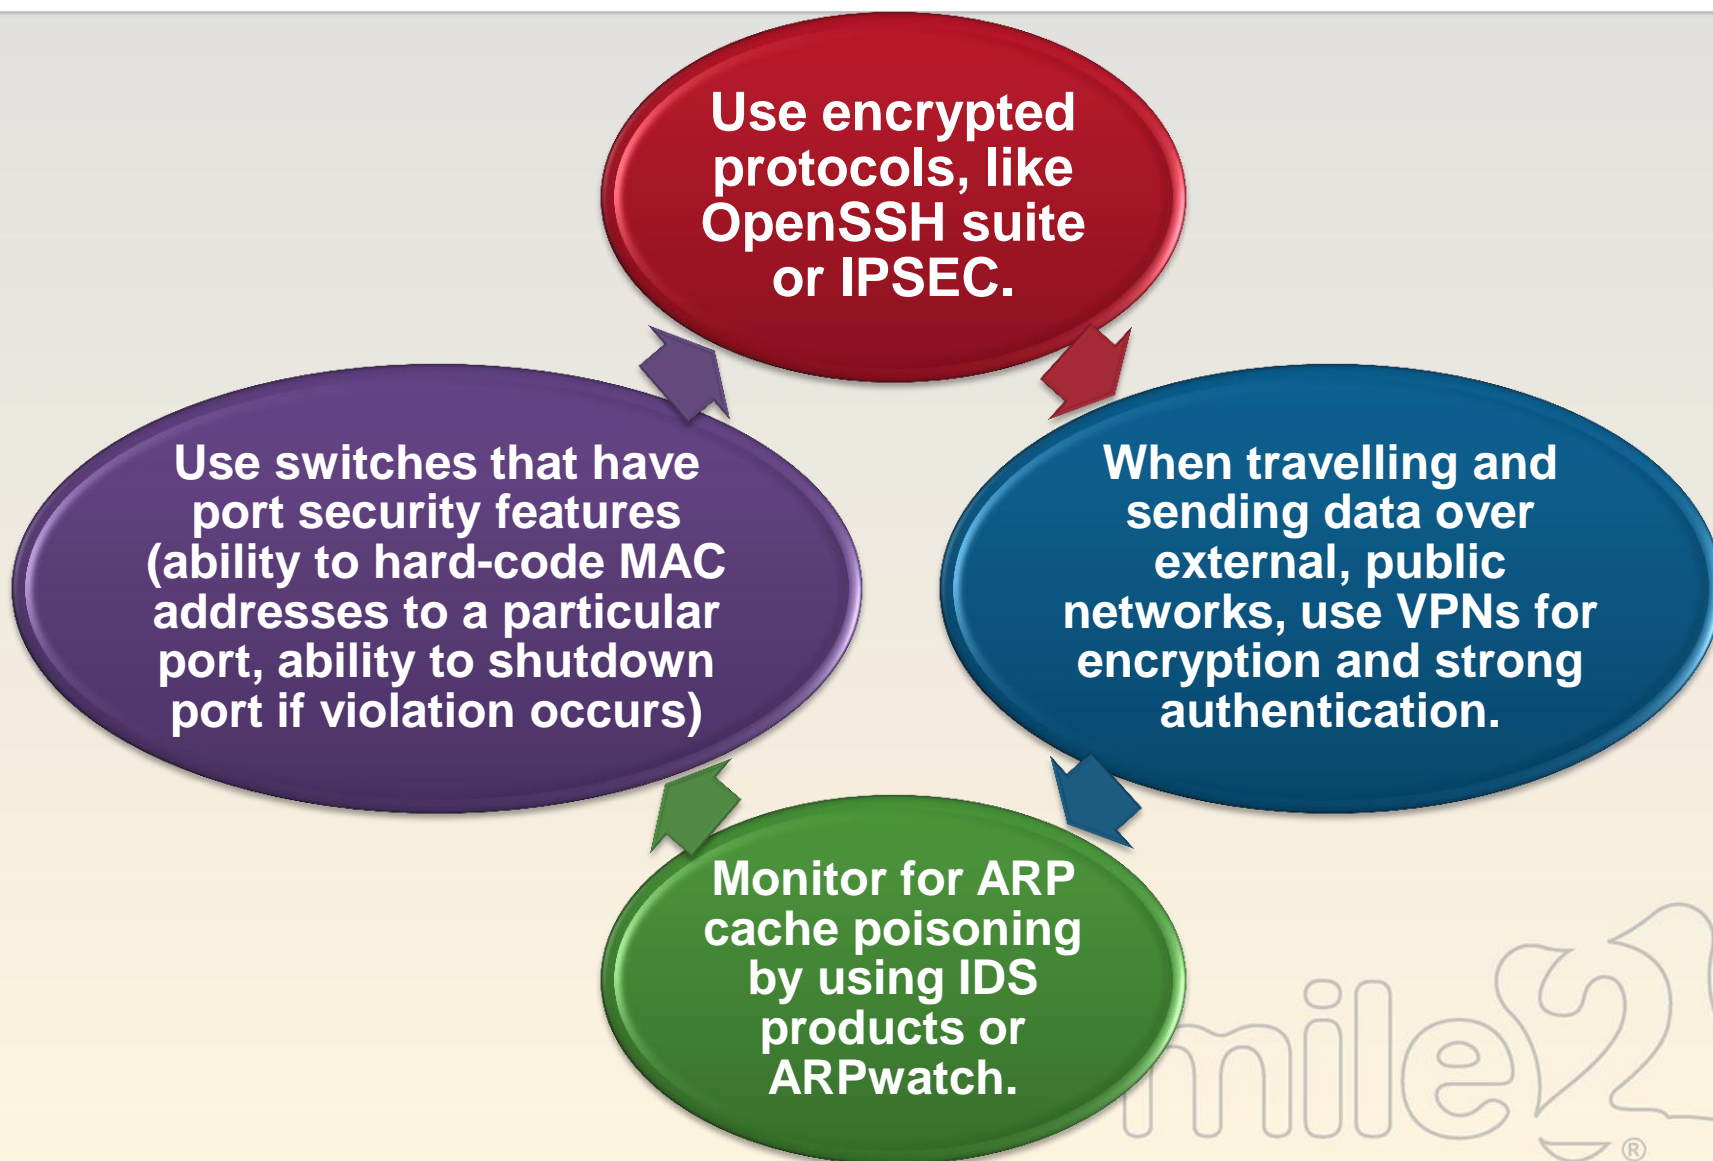 Use encrypted
protocols, like
OpenSSH suite
or IPSEC.
When travelling and
sending data over
external, public
networks, use VPNs for
encryption and strong
authentication.
Monitor for ARP
cache poisoning
by using IDS
products or
ARPwatch.
Use switches that have
port security features
(ability to hard-code MAC
addresses to a particular
port, ability to shutdown
port if violation occurs)
mile2
®